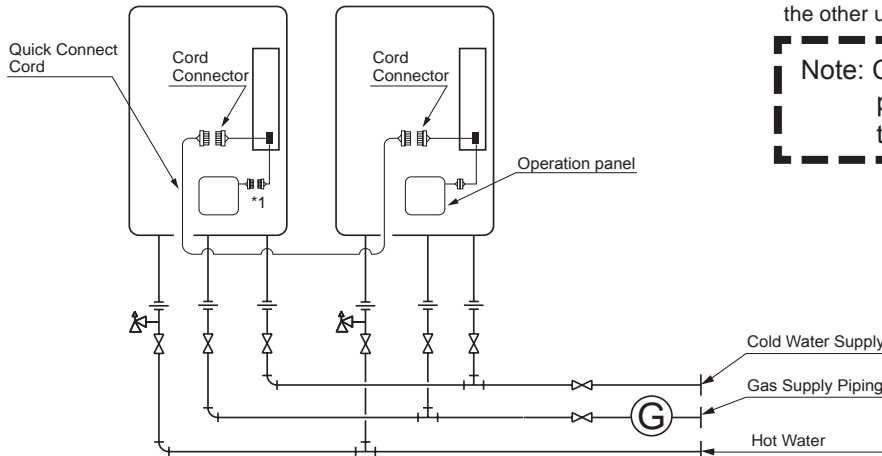 the other
Note:
Quick Connect
Cord
Cord
Connector
Cord
Connector
Operation panel
*1
Cold Water Supply
Gas Supply Piping
G
Hot Water